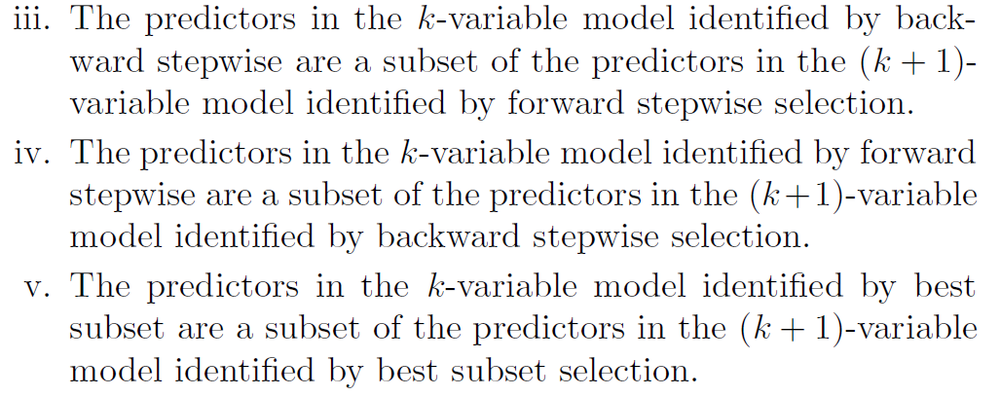 iii. The predictors in the k-variable model identified by back-
ward stepwise are a subset of the predictors in the (k + 1)-
variable model identified by forward stepwise selection.
iv. The predictors in the k-variable model identified by forward
stepwise are a subset of the predictors in the (k+1)-variable
model identified by backward stepwise selection.
v. The predictors in the k-variable model identified by best
subset are a subset of the predictors in the (k + 1)-variable
model identified by best subset selection.